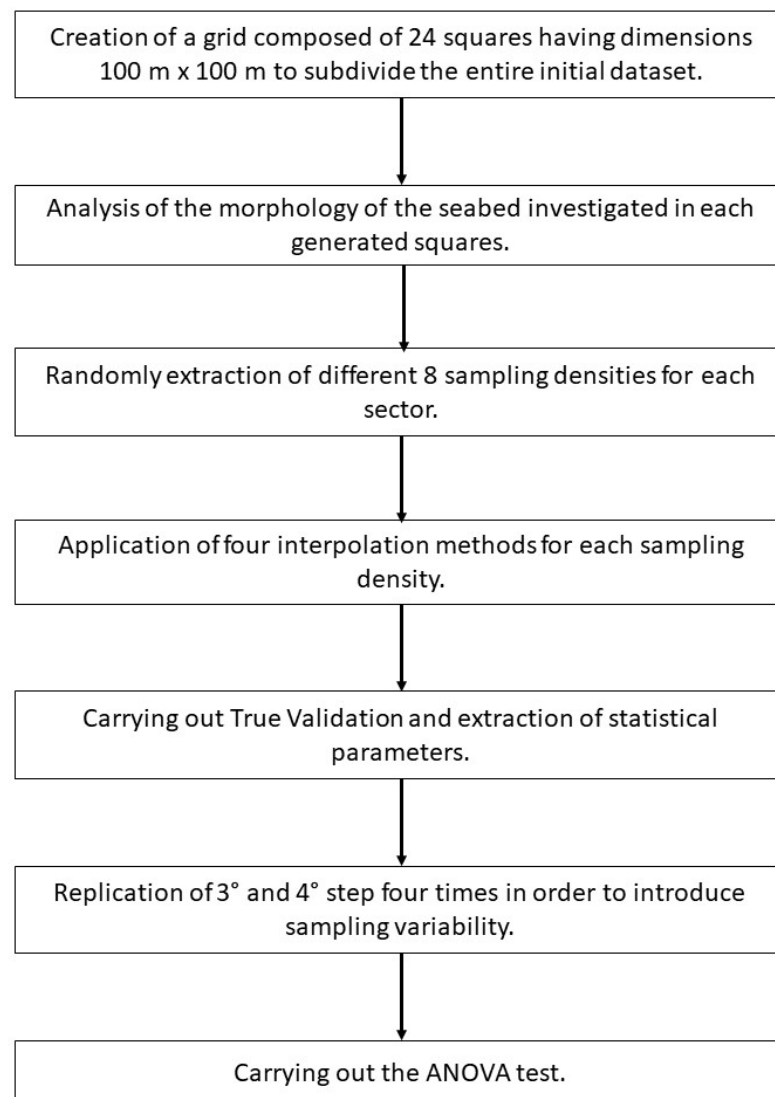 Creation of a grid composed of 24 squares having dimensions
100 m x 100 m to subdivide the entire initial dataset.
Analysis of the morphology of the seabed investigated in each
generated squares.
Randomly extraction of different 8 sampling densities for each
sector.
Application of four interpolation methods for each sampling
density.
Carrying out True Validation and extraction of statistical
parameters.
Replication of 3° and 4° step four times in order to introduce
sampling variability.
Carrying out the ANOVA test.